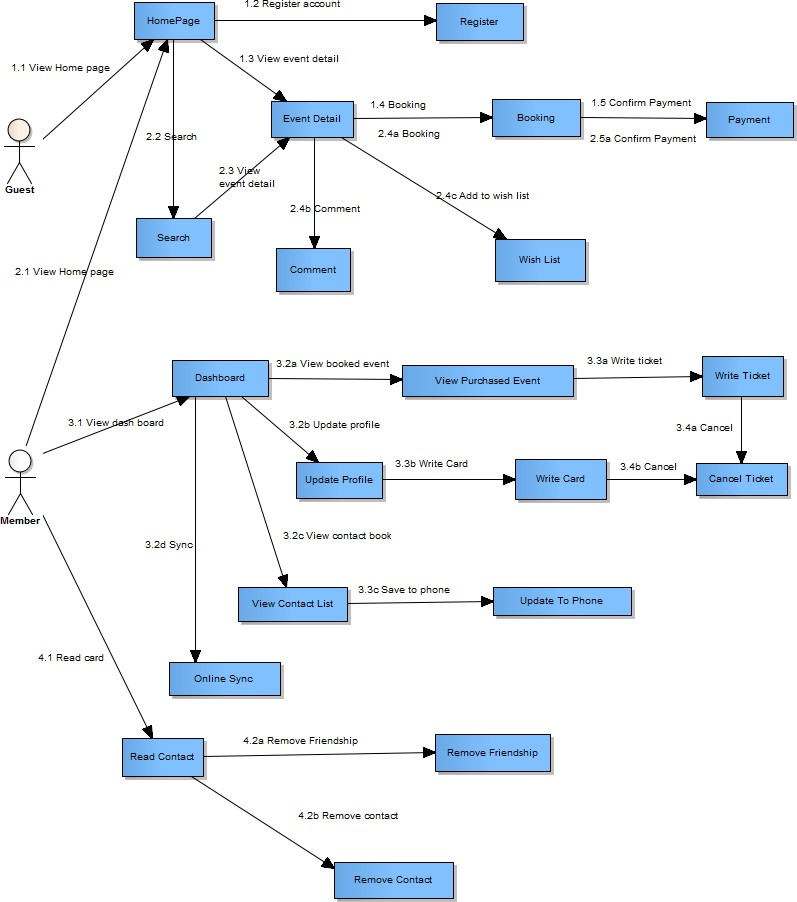 1.2 Register account
HomePage
Register
1.1 View Home page
1.3 View event detail
1.4 Booking
1.5 Confirm Payment
Event Detail
Booking
Payment
2.2 Search
2.4a Booking
2.5a Confirm Payment
Guest
2.3 View
event detail
2.4c Add to wish list
2.4b Comment
Search
2.1 View Home page
Comment
Wish List
3.2a View booked event
3.3a Write ticket
Dashboard
View Purchased Event
Write Ticket
3.1 View dash board
3.2b Update profile
3.4a Cancel
3.3b Write Card
3.4b Cancel
Update Profile
Write Card
Cancel Ticket
Member
3.2d Sync
3.2c View contact book
3.3c Save to phone
View Contact List
Update To Phone
4.1 Read card
Online Sync
4.2a Remove Friendship
Read Contact
Remove Friendship
4.2b Remove contact
Remove Contact